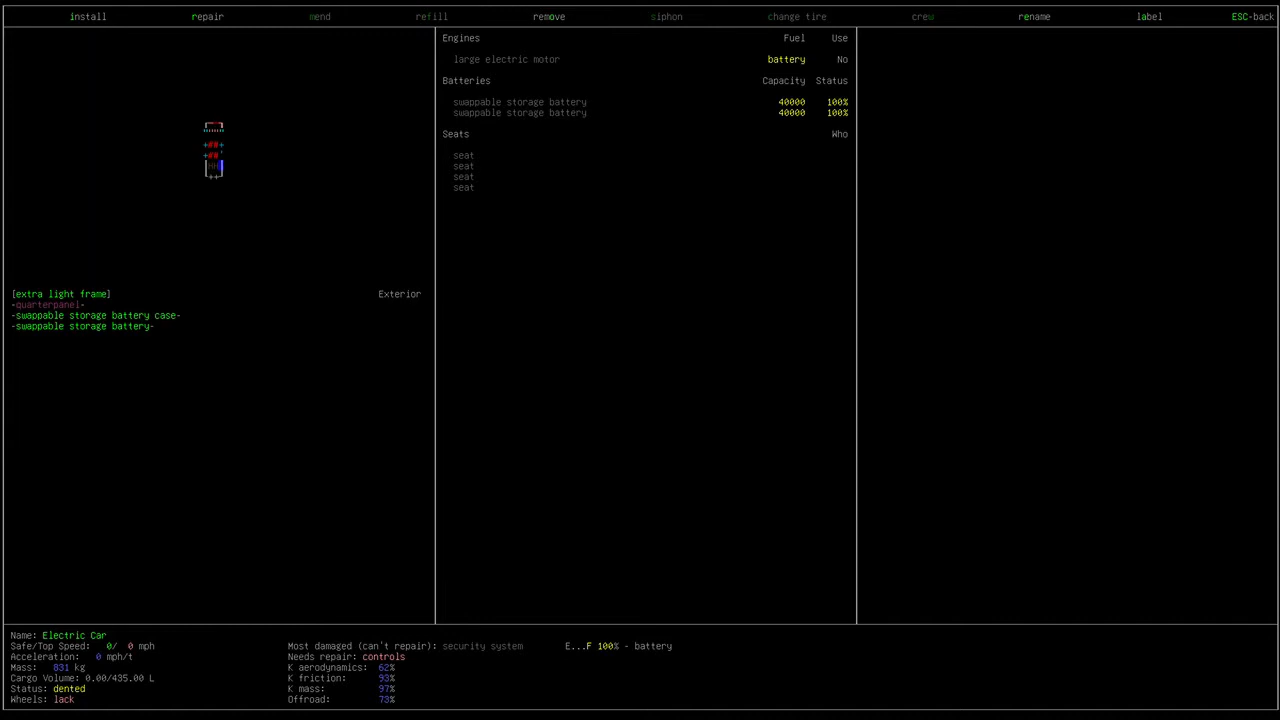 install repair mend refill remove siphon change tire crew rename label ESC-back
Engines Fuel Use
large electric motor battery No
Batteries Capacity Status
swappable storage battery 40000 100%
swappable storage battery 40000 100%
Seats Who
seat
seat
seat
seat
[extra light frame] Exterior
-quarterpanel-
-swappable storage battery case-
-swappable storage battery-
Name: Electric Car
Safe/Top Speed: 0/ 0 mph
Acceleration: 0 mph/t
Mass: 831 kg
Cargo Volume: 0.00/435.00 L
Status: dented
Wheels: lack
Most damaged (can't repair): security system
Needs repair: controls
K aerodynamics: 62%
K friction: 93%
K mass: 97%
Offroad: 73%
E...F 100% - battery